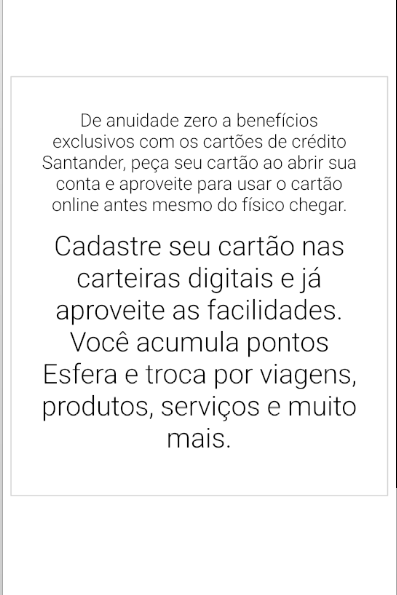 De anuidade zero a benefícios
exclusivos com os cartões de crédito
Santander, peça seu cartão ao abrir sua
conta e aproveite para usar o cartão
online antes mesmo do físico chegar.
Cadastre seu cartão nas
carteiras digitais e já
aproveite as facilidades.
Você acumula pontos
Esfera e troca por viagens,
produtos, serviços e muito
mais.